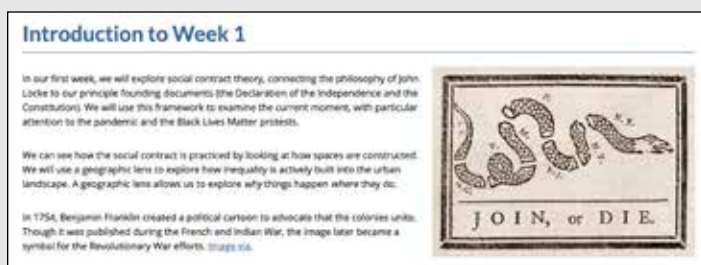 Introduction to Week 1
In our first week, we will explore social contract theory, connecting the philosophy of John
Locke to our principle founding documents (the Declaration of the Independence and the
Constitution). We will use this framework to examine the current moment, with particular
attention to the pandemic and the Black Lives Matter protests.
We can see how the social contract is practiced by looking at how spaces are constructed.
We will use a geographic lens to explore how inequality is actively built into the urban
landscape. A geographic lens allows us to explore why things happen where they do.
In 1754, Benjamin Franklin created a political cartoon to advocate that the colonies unite.
Though it was published during the French and Indian War, the image later became a
symbol for the Revolutionary War efforts. Image via.
JOIN, or DIE.